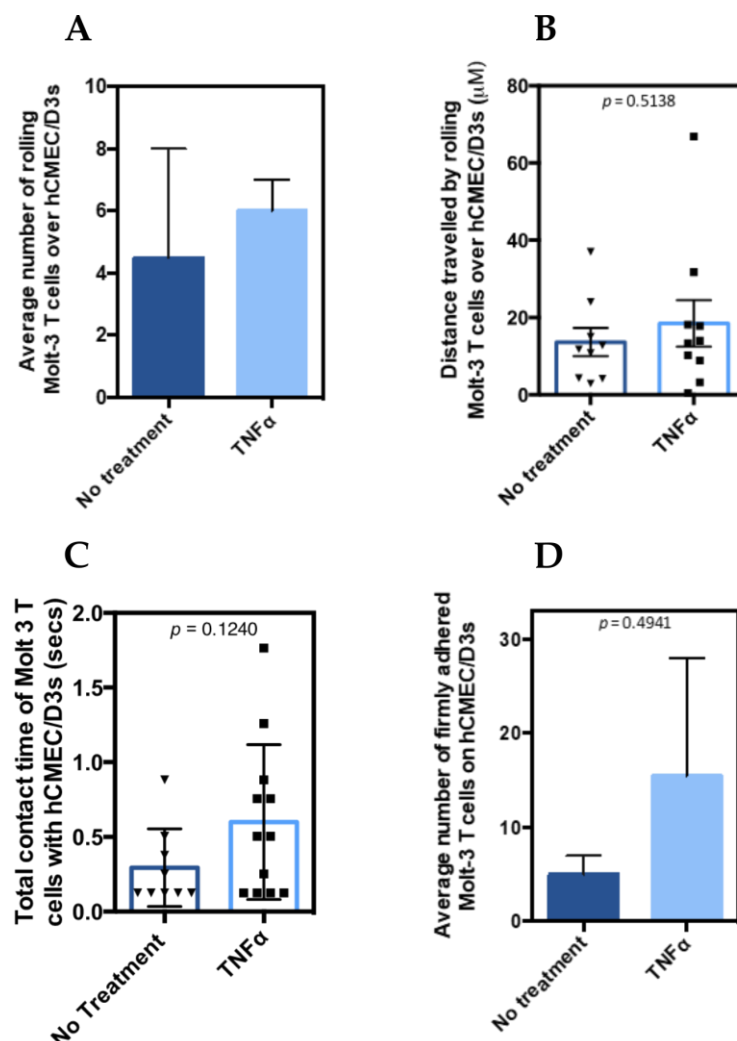 A
Average number of rolling
Molt-3 T cells over hCMEC/D3s
10
8
6
4
2
0
No treatment
TNFα
B
Distance travelled by rolling
Molt-3 T cells over hCMEC/D3s (μM)
80
60
40
20
0
p = 0.5138
No treatment
TNFα
C
Total contact time of Molt 3 T
cells with hCMEC/D3s (secs)
2.0
1.5
1.0
0.5
0.0
p = 0.1240
No Treatment
TNFα
D
Average number of firmly adhered
Molt-3 T cells on hCMEC/D3s
30
20
10
0
p = 0.4941
No treatment
TNFα